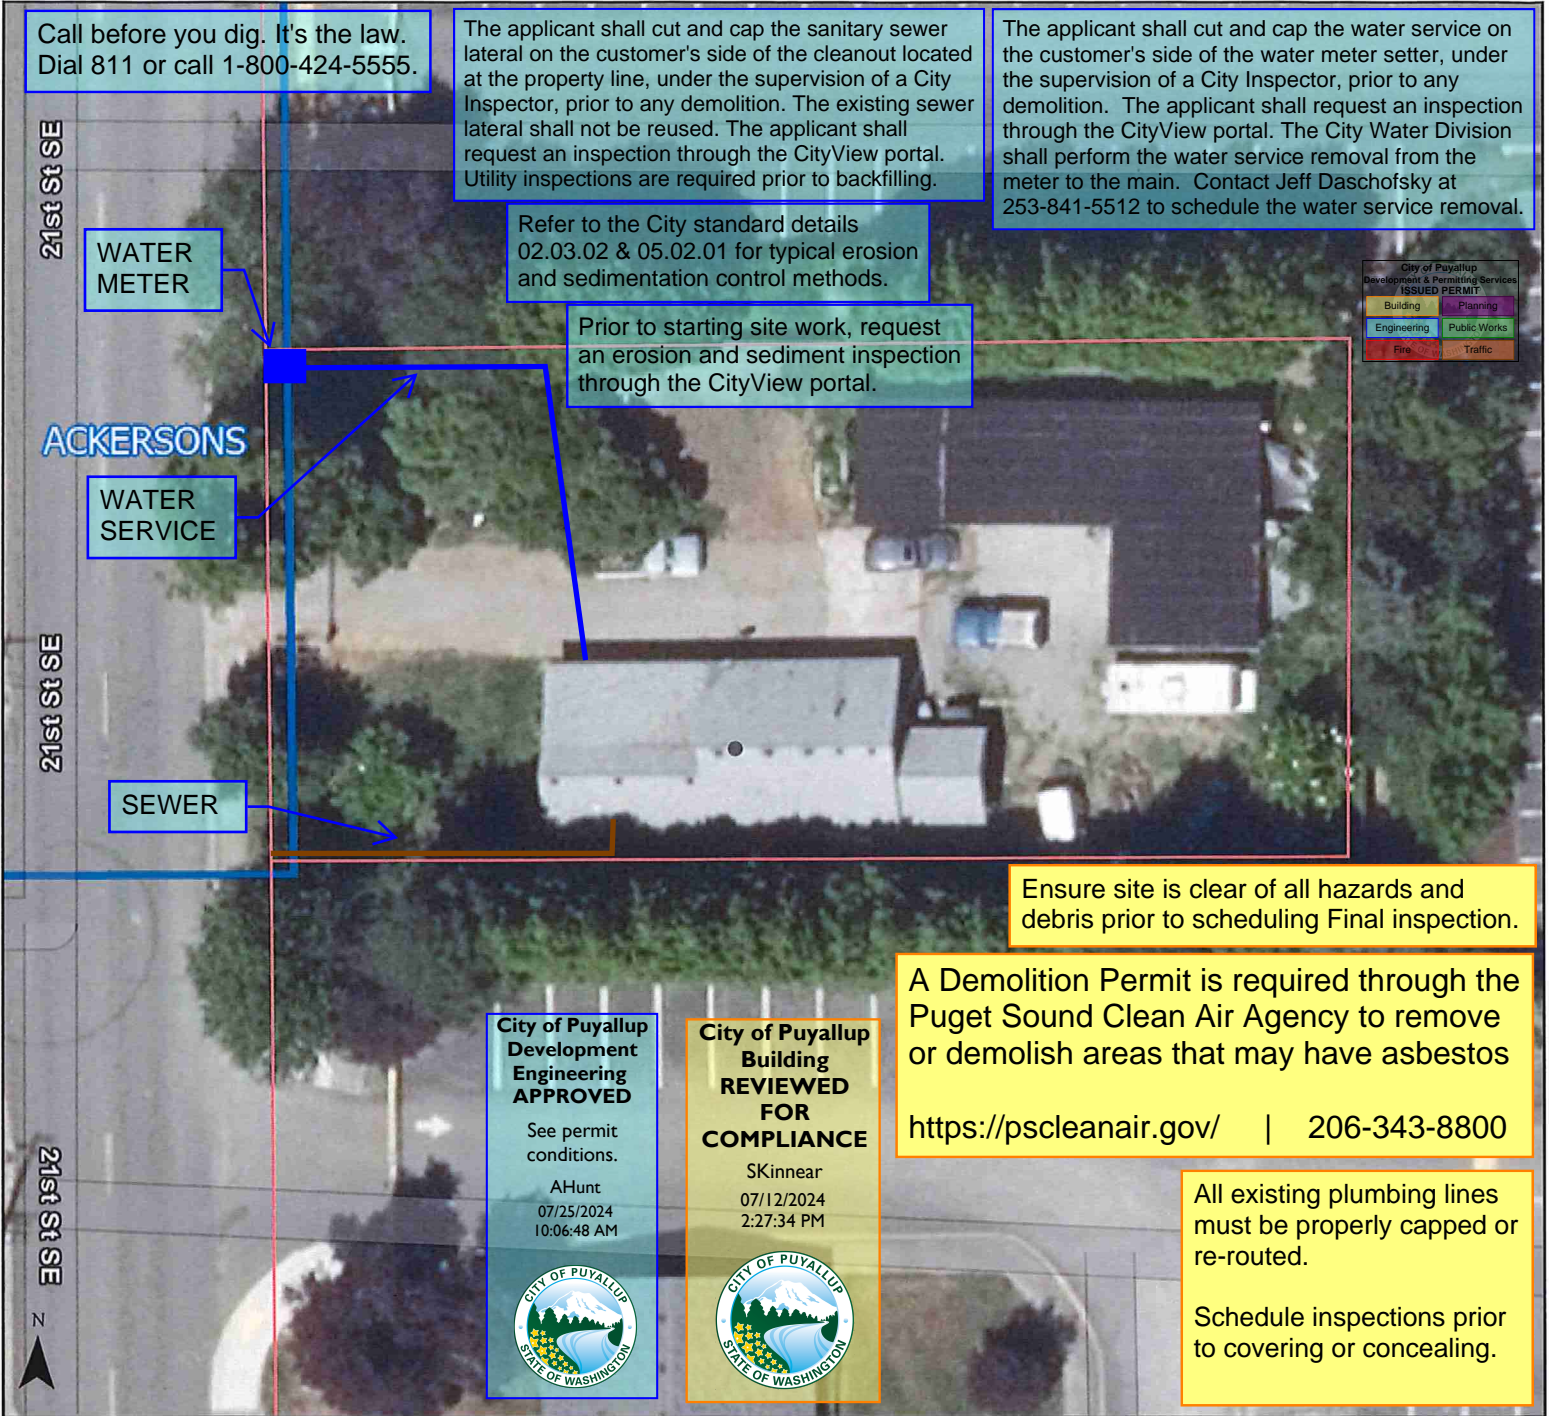 Call before you dig. It's the law.
Dial 811 or call 1-800-424-5555.
The applicant shall cut and cap the sanitary sewer
lateral on the customer's side of the cleanout located
at the property line, under the supervision of a City
Inspector, prior to any demolition. The existing sewer
lateral shall not be reused. The applicant shall
request an inspection through the CityView portal.
Utility inspections are required prior to backfilling.
The applicant shall cut and cap the water service on
the customer's side of the water meter setter, under
the supervision of a City Inspector, prior to any
demolition.  The applicant shall request an inspection
through the CityView portal. The City Water Division
shall perform the water service removal from the
meter to the main.  Contact Jeff Daschofsky at
253-841-5512 to schedule the water service removal.
21st St SE
Refer to the City standard details
02.03.02 & 05.02.01 for typical erosion
and sedimentation control methods.
WATER
METER
City of Puyallup
Development & Permitting Services
ISSUED PERMIT
Building
Planning
Engineering
Public Works
Fire
Traffic
Prior to starting site work, request
an erosion and sediment inspection
through the CityView portal.
ACKERSONS
WATER
SERVICE
21st St SE
SEWER
Ensure site is clear of all hazards and
debris prior to scheduling Final inspection.
A Demolition Permit is required through the
Puget Sound Clean Air Agency to remove
or demolish areas that may have asbestos
https://pscleanair.gov/ | 206-343-8800
City of Puyallup
Development
Engineering
APPROVED
See permit
conditions.
AHunt
07/25/2024
10:06:48 AM
CITY OF PUYALLUP
STATE OF WASHINGTON
City of Puyallup
Building
REVIEWED
FOR
COMPLIANCE
SKinnear
07/12/2024
2:27:34 PM
CITY OF PUYALLUP
STATE OF WASHINGTON
All existing plumbing lines
must be properly capped or
re-routed.
Schedule inspections prior
to covering or concealing.
21st St SE
N